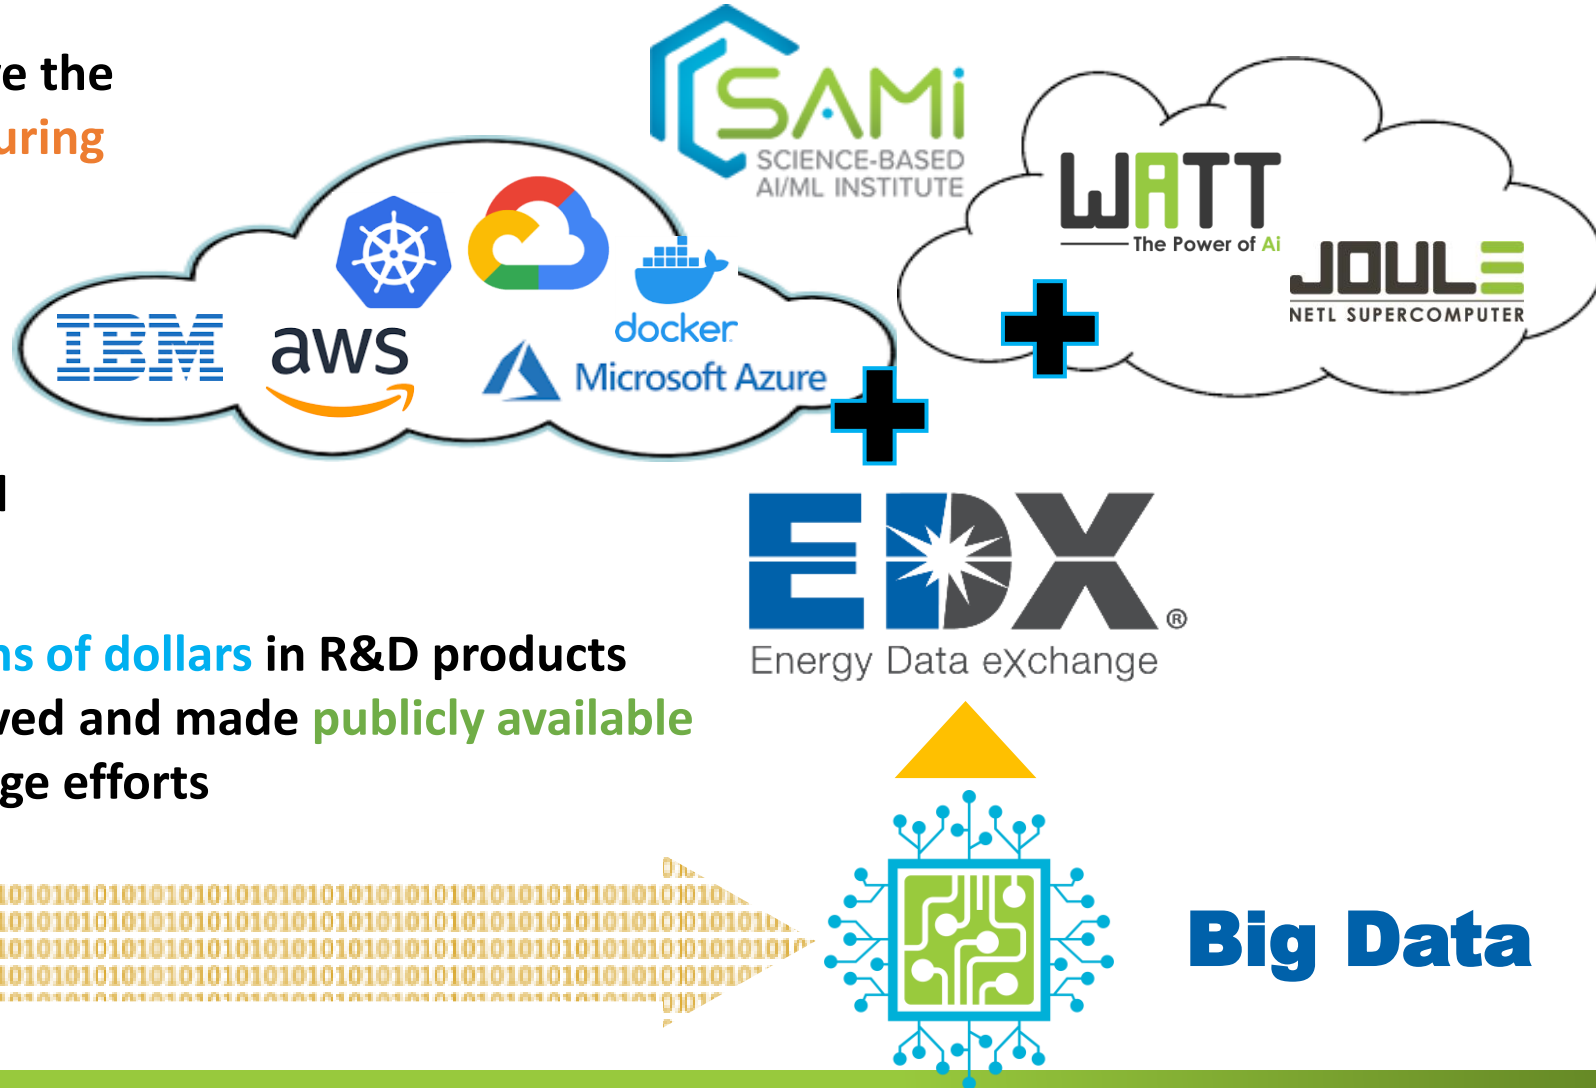 ve the
uring
SAMi
SCIENCE-BASED
AI/ML INSTITUTE
WATT
The Power of Ai
JOULE
NETL SUPERCOMPUTER
IBM
aws
docker
Microsoft Azure
EDX®
Energy Data eXchange
ns of dollars in R&D products
ved and made publicly available
ge efforts
Big Data